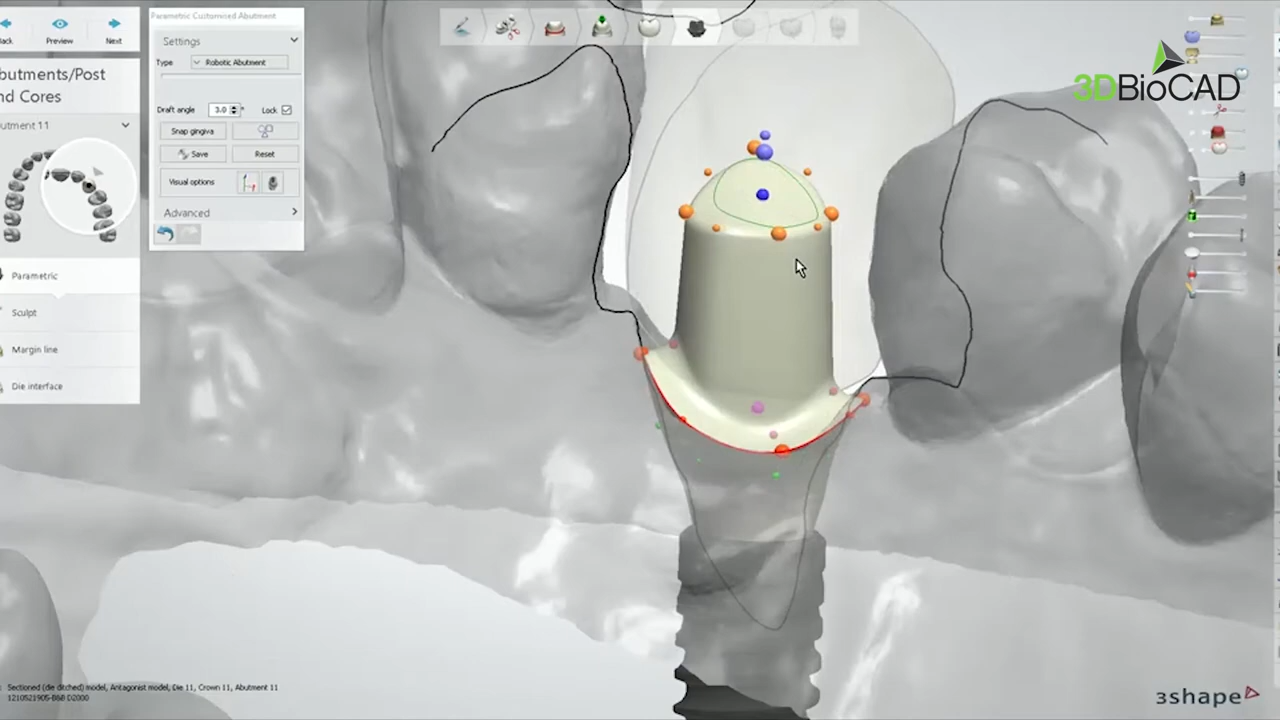 Back
Preview
Next
Abutments/Post
and Cores
Parametric Customised Abutment
Settings
Type
Robotic Abutment
Draft angle
3.0
Lock
Snap gingiva
Save
Reset
Visual options
Advanced
Parametric
Sculpt
Margin line
Die interface
3DBioCAD
Sectioned (die ditched) model, Antagonist model, Die 11, Crown 11, Abutment 11
3shape